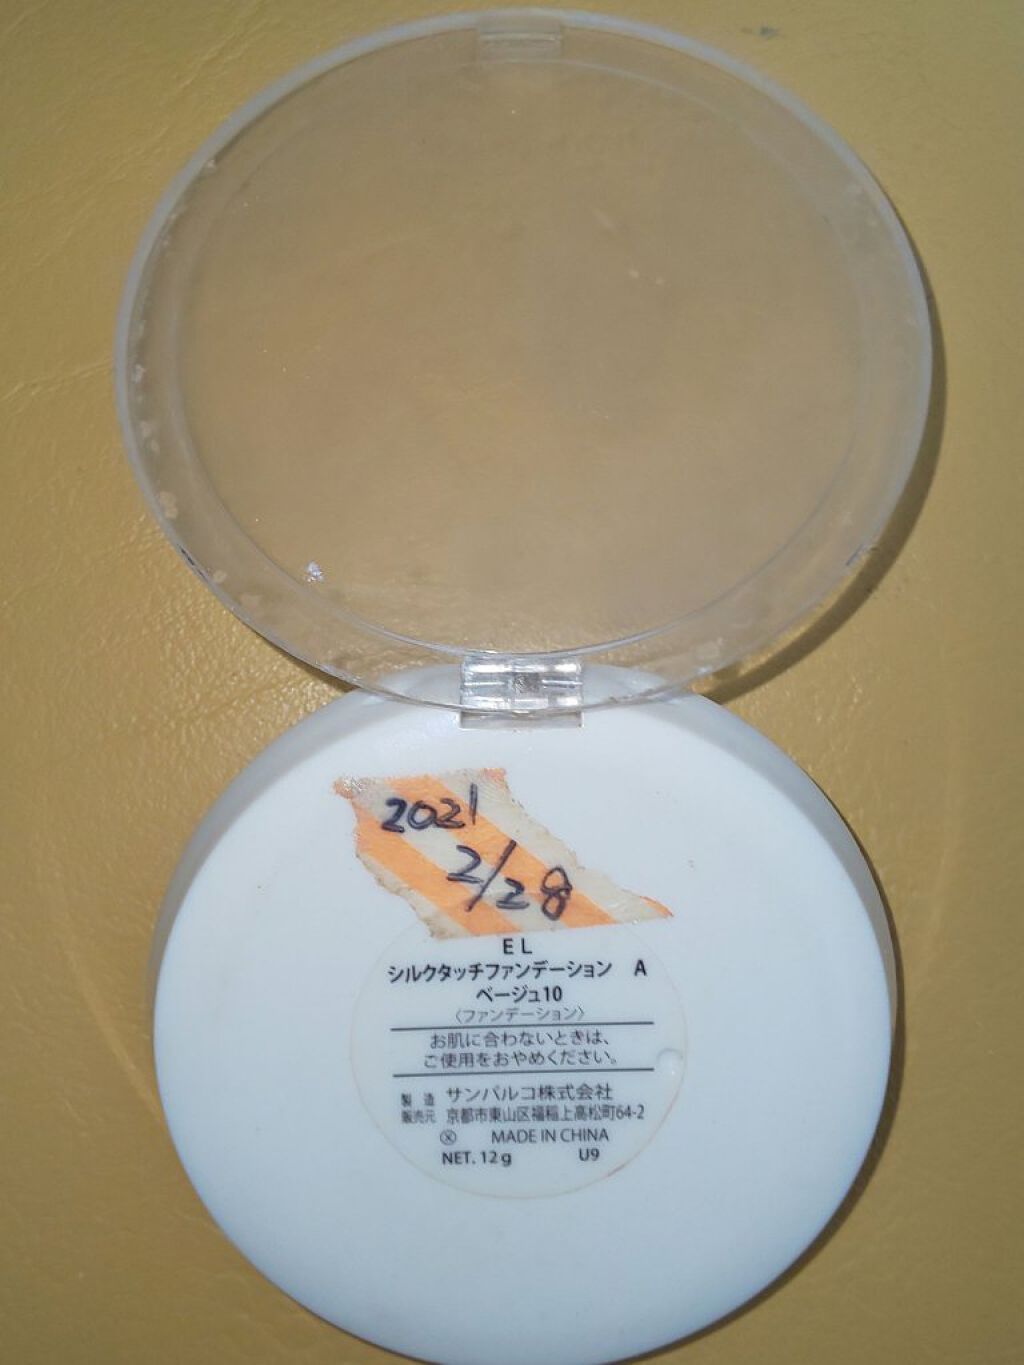 2021
2/28
EL
シルクタッチファンデーション A
ベージュ10
〈ファンデーション〉
お肌に合わないときは、
ご使用をおやめください。
製造 サンパルコ株式会社
販売元 京都市東山区福稲上高松町64-2
Ⓧ MADE IN CHINA
NET. 12g U9